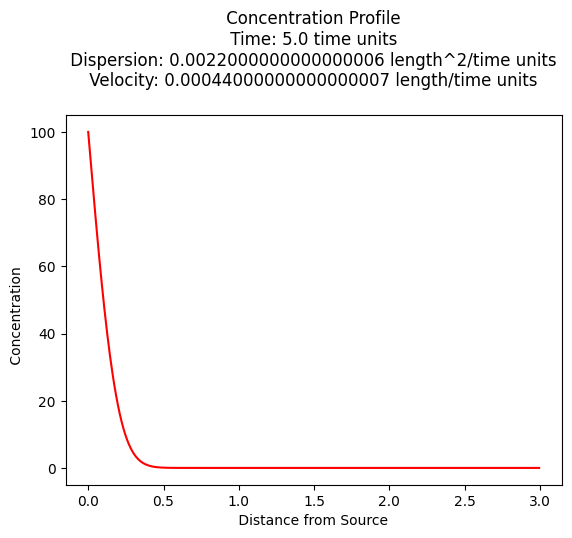 Concentration Profile
Time: 5.0 time units
Dispersion: 0.0022000000000000006 length^2/time units
Velocity: 0.00044000000000000007 length/time units
100
80
60
40
20
0
Concentration
0.0 0.5 1.0 1.5 2.0 2.5 3.0
Distance from Source